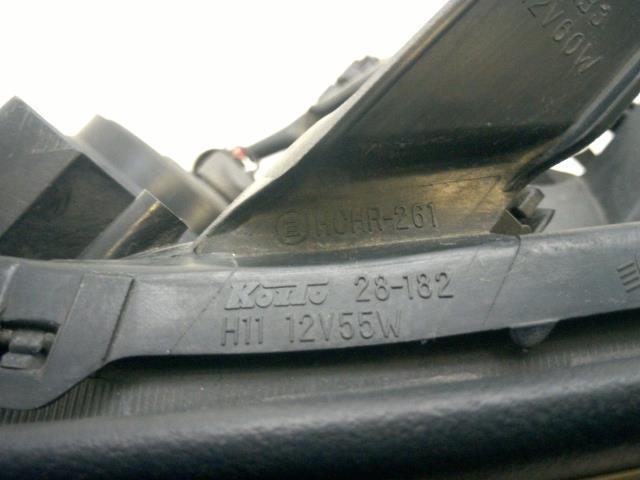 12V60W
Ⓔ HCHR-261
KOITO 28-182
H11 12V55W